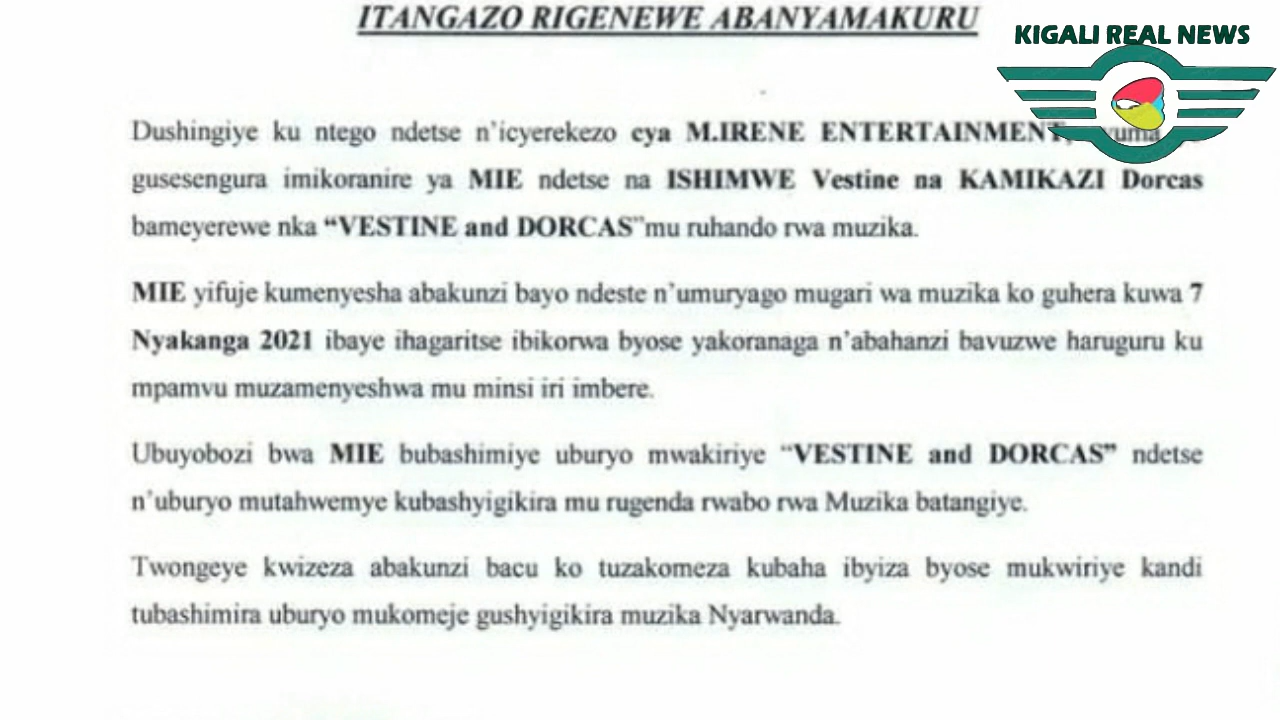 ITANGAZO RIGENEWE ABANYAMAKURU
KIGALI REAL NEWS
Dushingiye ku ntego ndetse n'icyerekezo cya M.IRENE ENTERTAINMENT,
gusesengura imikoranire ya MIE ndetse na ISHIMWE Vestine na KAMIKAZI Dorcas
bameyerewe nka “VESTINE and DORCAS”mu ruhando rwa muzika.
MIE yifuje kumenyesha abakunzi bayo ndeste n'umuryago mugari wa muzika ko guhera kuwa 7
Nyakanga 2021 ibaye ihagaritse ibikorwa byose yakoranaga n'abahanzi bavuzwe haruguru ku
mpamvu muzamenyeshwa mu minsi iri imbere.
Ubuyobozi bwa MIE bubashimiye uburyo mwakiriye “VESTINE and DORCAS” ndetse
n'uburyo mutahwemye kubashyigikira mu rugenda rwabo rwa Muzika batangiye.
Twongeye kwizeza abakunzi bacu ko tuzakomeza kubaha ibyiza byose mukwiriye kandi
tubashimira uburyo mukomeje gushyigikira muzika Nyarwanda.